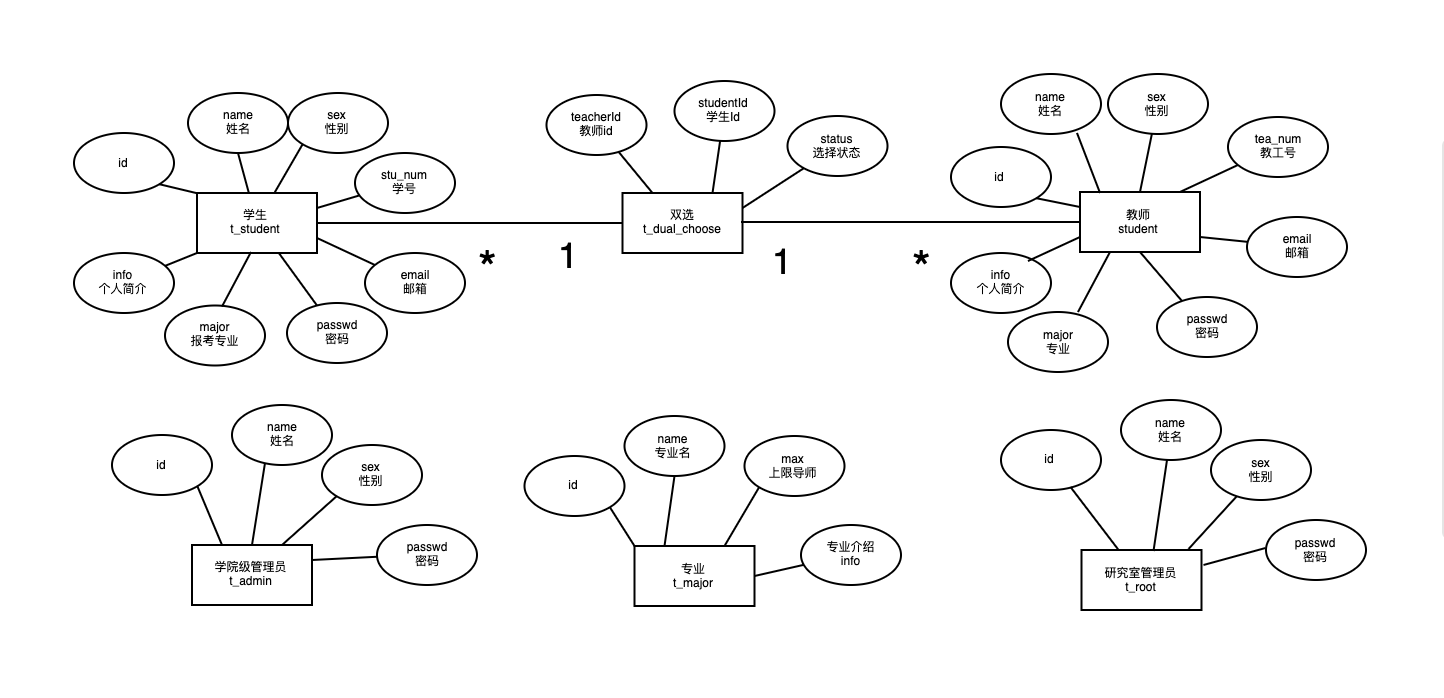 name
姓名
sex
性别
id
stu_num
学号
学生
t_student
info
个人简介
email
邮箱
major
报考专业
passwd
密码
*
1
teacherId
教师id
studentId
学生Id
status
选择状态
双选
t_dual_choose
1
*
name
姓名
sex
性别
tea_num
教工号
id
教师
student
email
邮箱
info
个人简介
major
专业
passwd
密码
id
name
姓名
sex
性别
passwd
密码
学院级管理员
t_admin
id
name
专业名
max
上限导师
专业介绍
info
专业
t_major
id
name
姓名
sex
性别
passwd
密码
研究室管理员
t_root